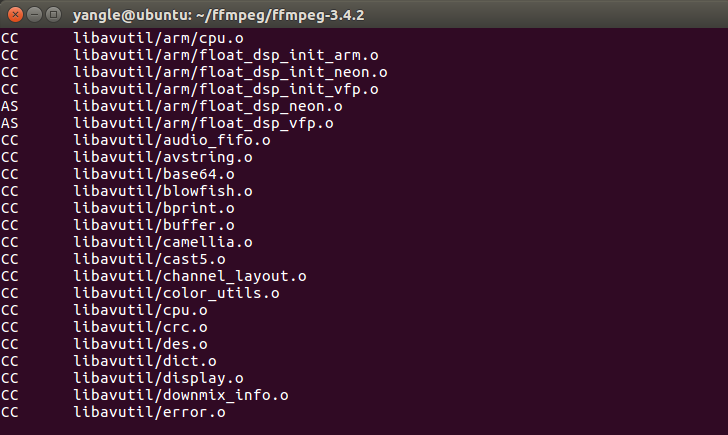 yangle@ubuntu: ~/ffmpeg/ffmpeg-3.4.2
CC libavutil/arm/cpu.o
CC libavutil/arm/float_dsp_init_arm.o
CC libavutil/arm/float_dsp_init_neon.o
CC libavutil/arm/float_dsp_init_vfp.o
AS libavutil/arm/float_dsp_neon.o
AS libavutil/arm/float_dsp_vfp.o
CC libavutil/audio_fifo.o
CC libavutil/avstring.o
CC libavutil/base64.o
CC libavutil/blowfish.o
CC libavutil/bprint.o
CC libavutil/buffer.o
CC libavutil/camellia.o
CC libavutil/cast5.o
CC libavutil/channel_layout.o
CC libavutil/color_utils.o
CC libavutil/cpu.o
CC libavutil/crc.o
CC libavutil/des.o
CC libavutil/dict.o
CC libavutil/display.o
CC libavutil/downmix_info.o
CC libavutil/error.o